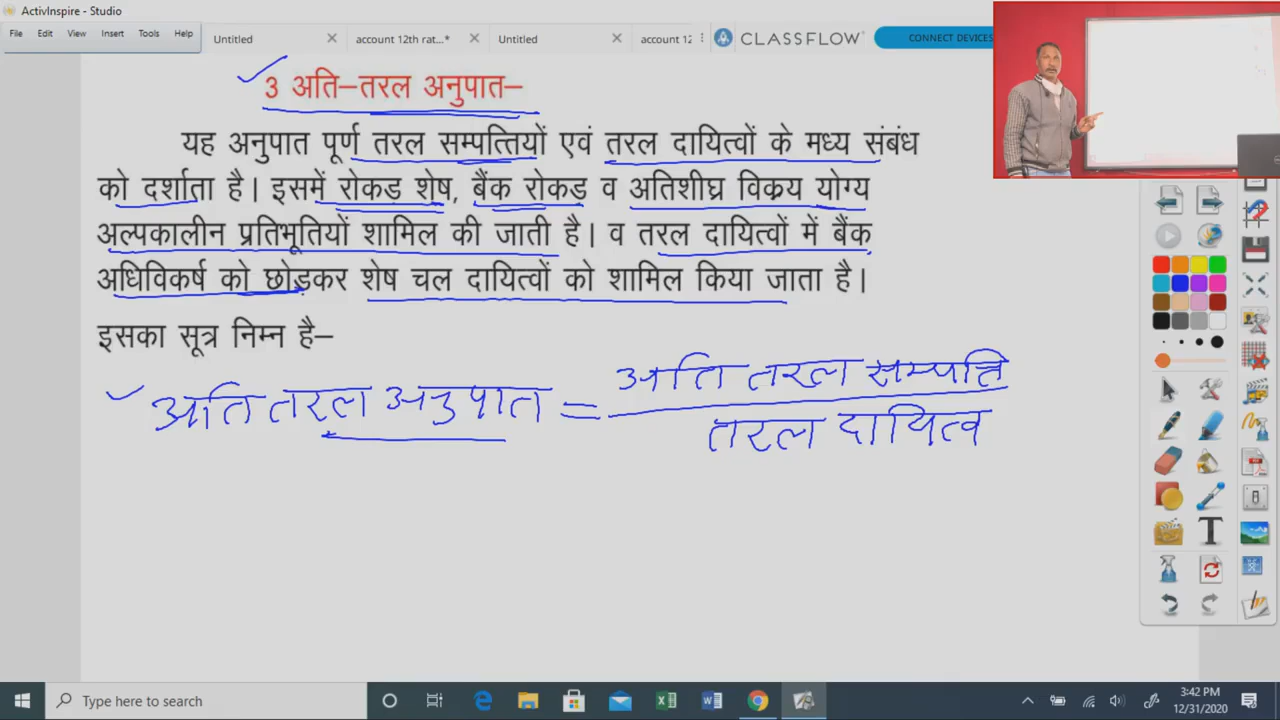 ActivInspire - Studio
File Edit View Insert Tools Help
Untitled
account 12th rat...*
Untitled
account 12
CLASSFLOW
CONNECT DEVICES
3 अति–तरल अनुपात–
यह अनुपात पूर्ण तरल सम्पत्तियों एवं तरल दायित्वों के मध्य संबंध
को दर्शाता है। इसमें रोकड़ शेष, बैंक रोकड़ व अतिशीघ्र विक्रय योग्य
अल्पकालीन प्रतिभूतियों शामिल की जाती है। व तरल दायित्वों में बैंक
अधिविकर्ष को छोड़कर शेष चल दायित्वों को शामिल किया जाता है।
इसका सूत्र निम्न है–
अति तरल अनुपात = अति तरल सम्पत्ति
तरल दायित्व
Type here to search
3:42 PM
12/31/2020